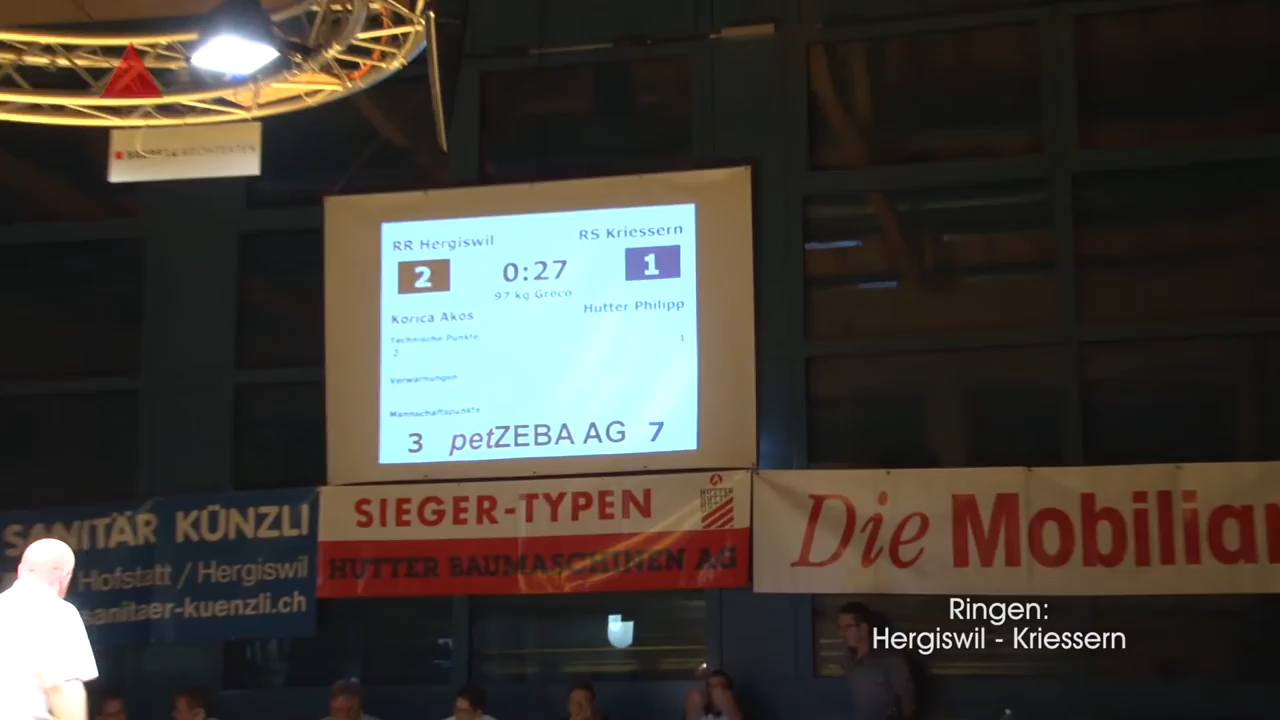 ARCHITEKTEN
RR Hergiswil
RS Kriessern
2
0:27
1
97 kg Greco
Korica Akos
Hutter Philipp
Technische Punkte
2
1
Verwarnungen
Mannschaftspunkte
3 petZEBA AG 7
SANITÄR KÜNZLI
Hofstatt / Hergiswil
sanitaer-kuenzli.ch
SIEGER-TYPEN
HUTTER BAUMASCHINEN AG
Die Mobiliar
Ringen:
Hergiswil - Kriessern